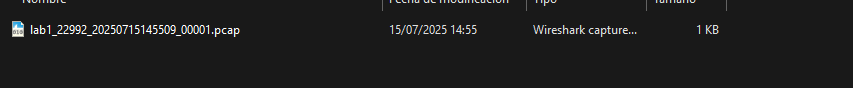 Nombre Fecha de modificación Tipo Tamaño
lab1_22992_20250715145509_00001.pcap 15/07/2025 14:55 Wireshark capture... 1 KB